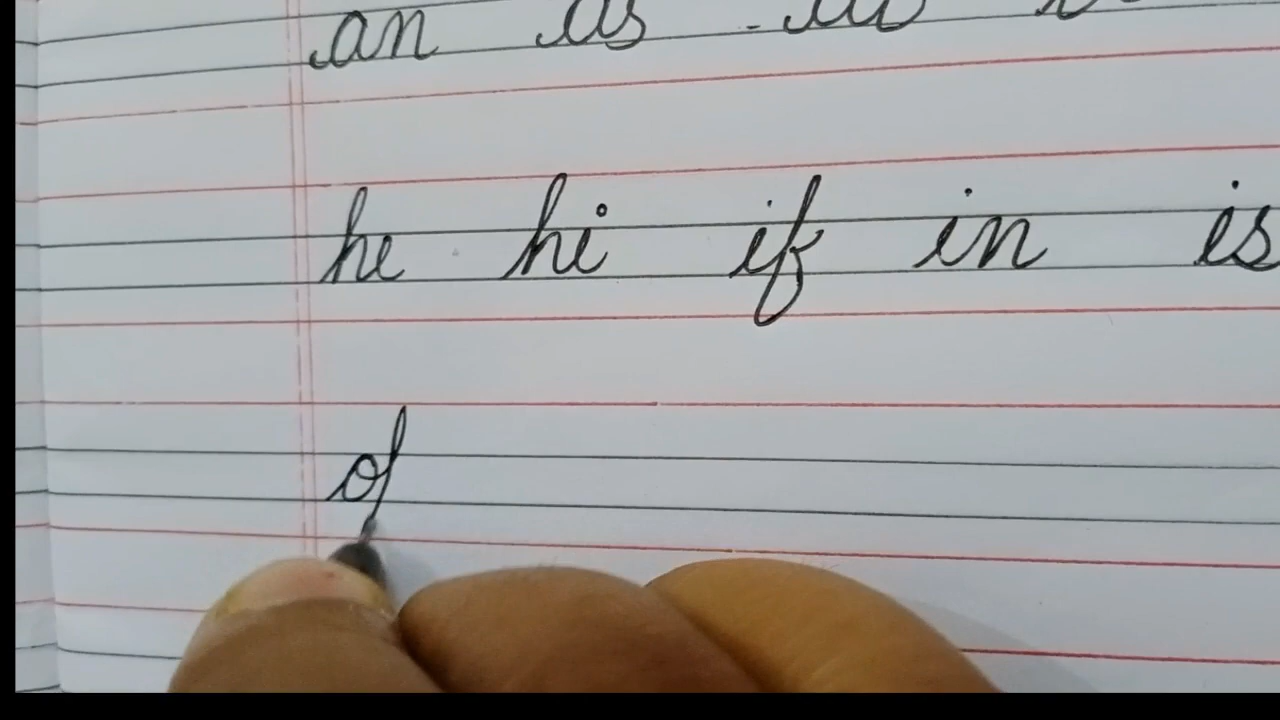 an as
he hi if in is
of